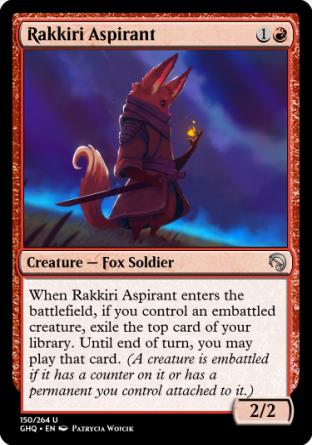 Rakkiri Aspirant 1
Creature — Fox Soldier
When Rakkiri Aspirant enters the
battlefield, if you control an embattled
creature, exile the top card of your
library. Until end of turn, you may
play that card. (A creature is embattled
if it has a counter on it or has a
permanent you control attached to it.)
2/2
150/264 U
GHQ • EN Patrycja Wojcik